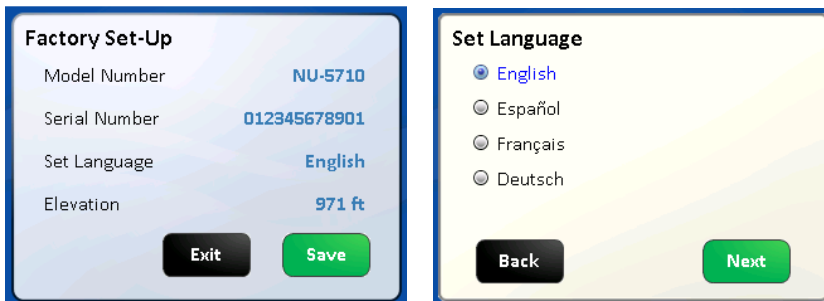 Factory Set-Up
Model Number NU-5710
Serial Number 012345678901
Set Language English
Elevation 971 ft
Exit Save
Set Language
English
Español
Français
Deutsch
Back Next